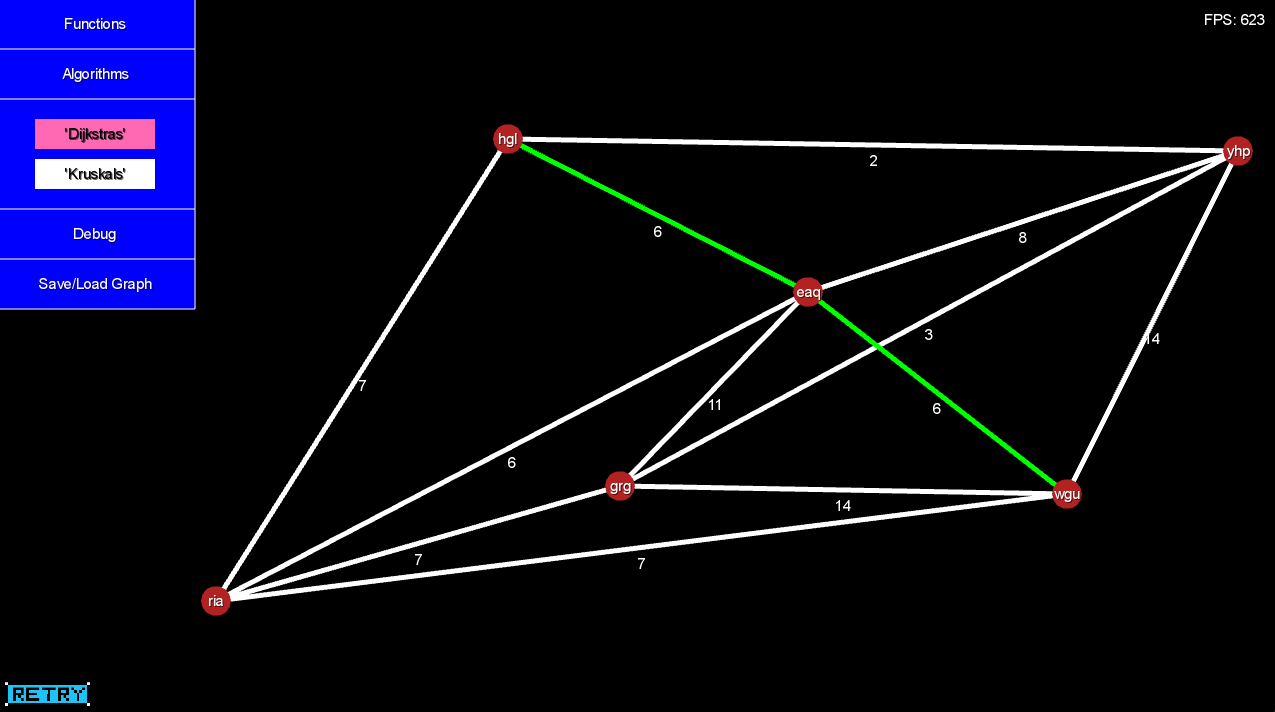 Functions
FPS: 623
Algorithms
'Dijkstras'
'Kruskals'
Debug
Save/Load Graph
hgl
yhp
2
6
8
eaq
3
14
7
11
6
6
grg
wgu
14
7
7
ria
RETRY